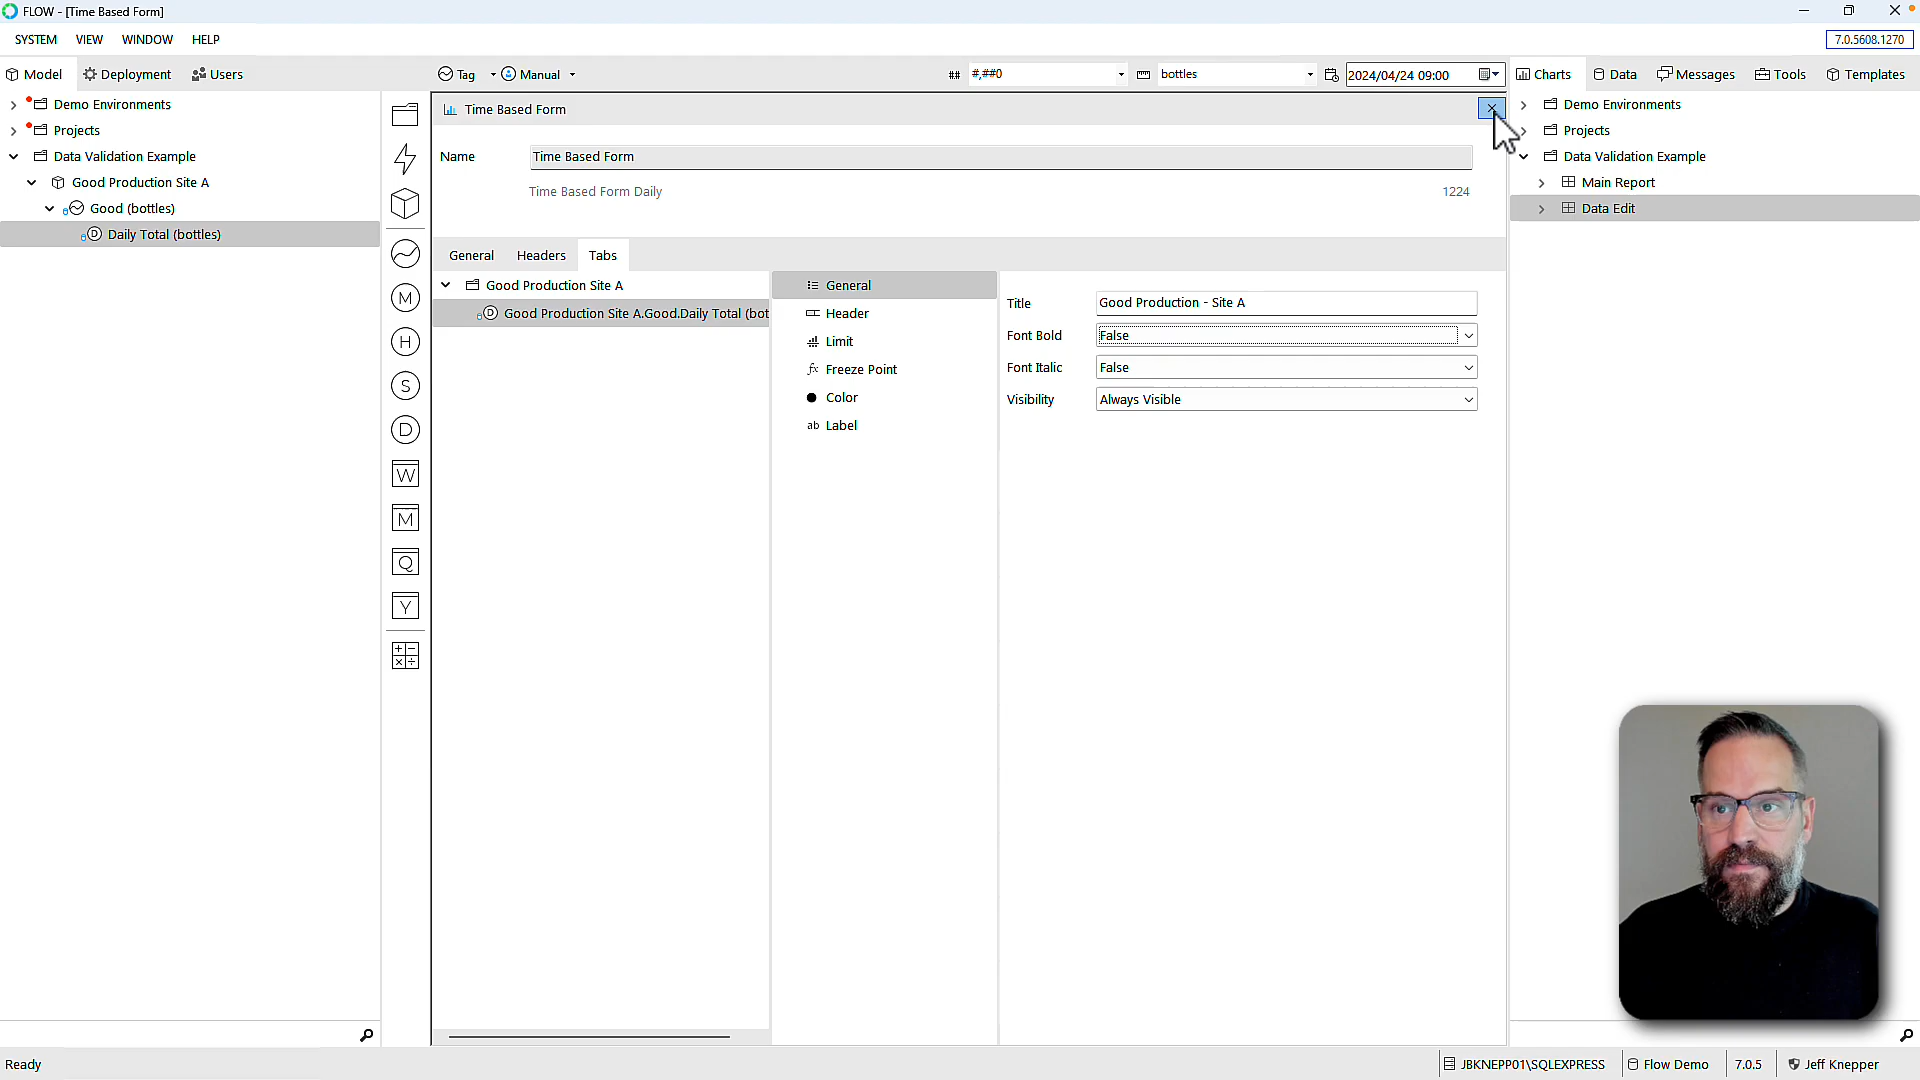 FLOW - [Time Based Form]
SYSTEM VIEW WINDOW HELP
7.0.5608.1270
Model Deployment Users
Tag Manual
## #,##0
bottles
2024/04/24 09:00
Charts Data Messages Tools Templates
Demo Environments
Projects
Data Validation Example
Good Production Site A
Good (bottles)
D Daily Total (bottles)
M
H
S
D
W
M
Q
Y
Time Based Form
Name Time Based Form
Time Based Form Daily 1224
General Headers Tabs
Good Production Site A
D Good Production Site A.Good.Daily Total (bot
General
Header
Limit
fx Freeze Point
Color
ab Label
Title Good Production - Site A
Font Bold False
Font Italic False
Visibility Always Visible
Demo Environments
Projects
Data Validation Example
Main Report
Data Edit
Ready
JBKNEPP01\SQLEXPRESS Flow Demo 7.0.5 Jeff Knepper